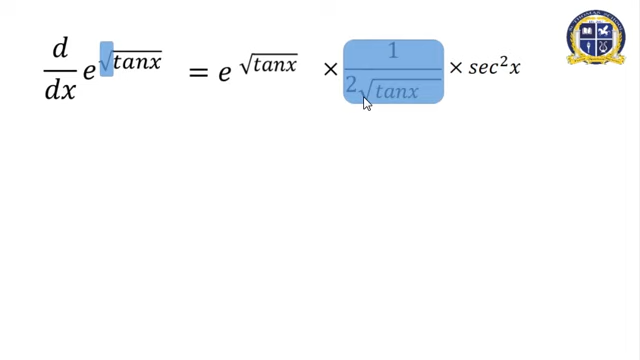 d/dx e^√tanx = e^√tanx × 1/(2√tanx) × sec²x